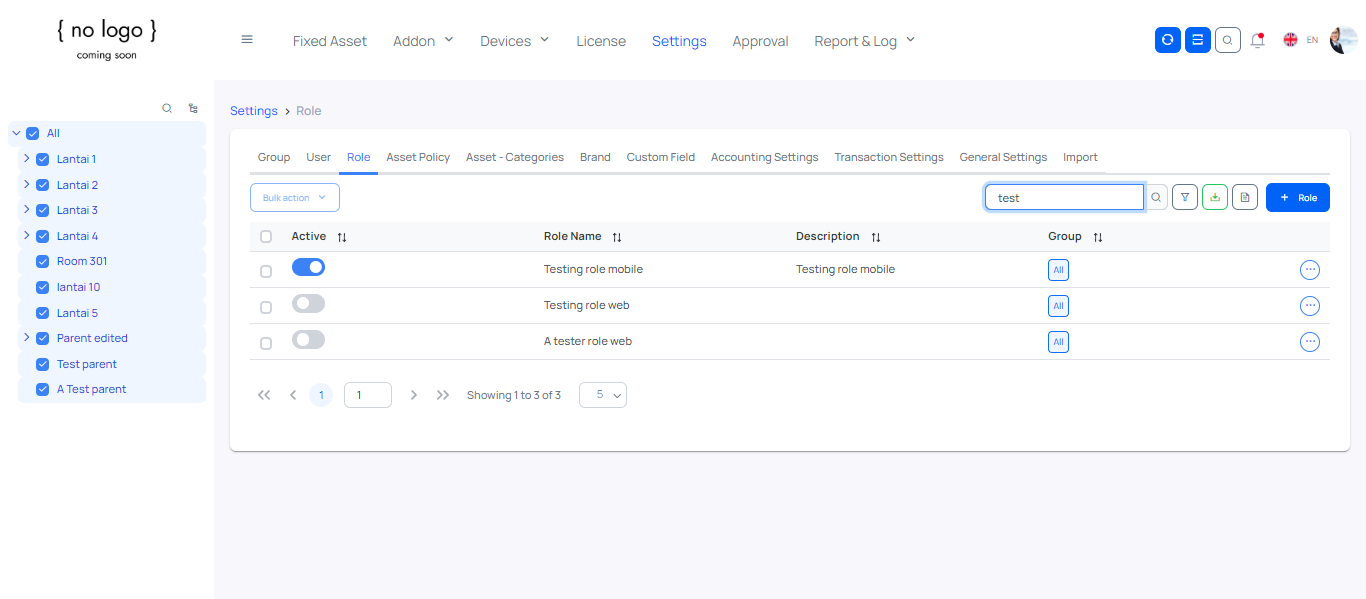 { no logo }
coming soon
Fixed Asset Addon Devices License Settings Approval Report & Log EN
All
Lantai 1
Lantai 2
Lantai 3
Lantai 4
Room 301
lantai 10
Lantai 5
Parent edited
Test parent
A Test parent
Settings > Role
Group User Role Asset Policy Asset - Categories Brand Custom Field Accounting Settings Transaction Settings General Settings Import
Bulk action test + Role
Active Role Name Description Group
Testing role mobile Testing role mobile All
Testing role web All
A tester role web All
1 1 Showing 1 to 3 of 3 5